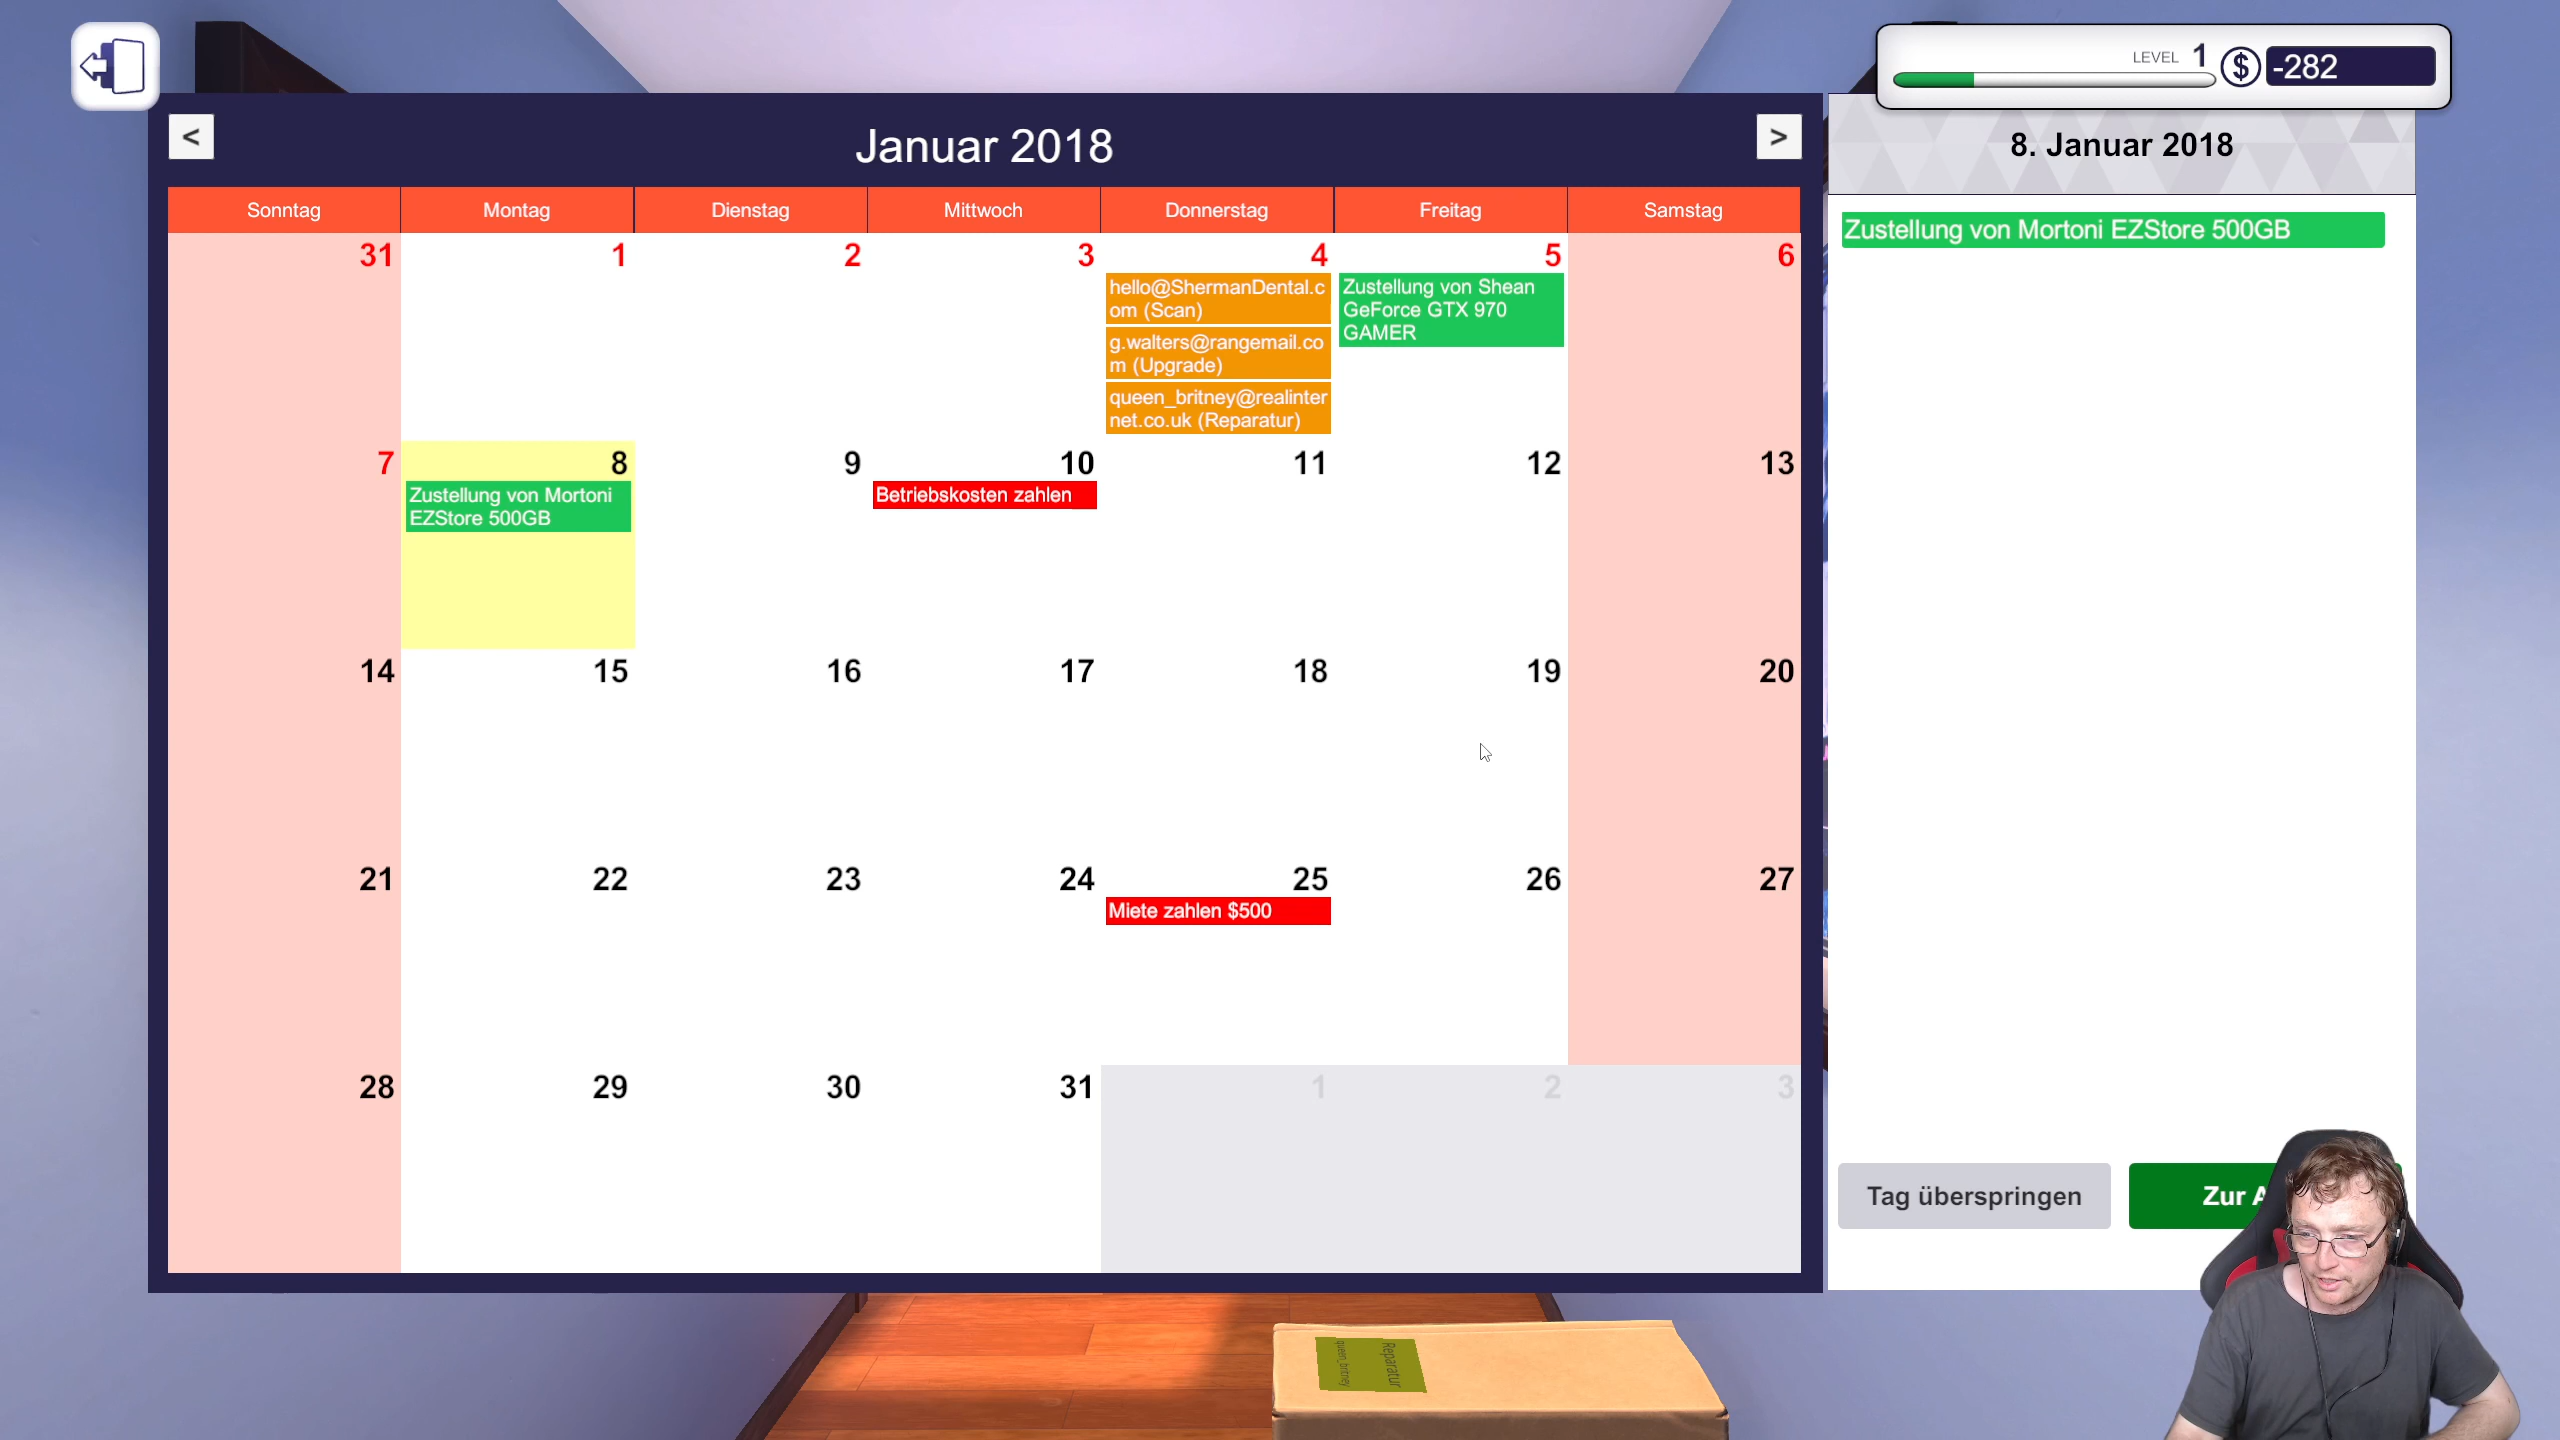 LEVEL 1 $ -282
< Januar 2018 >
8. Januar 2018
Sonntag Montag Dienstag Mittwoch Donnerstag Freitag Samstag
Zustellung von Mortoni EZStore 500GB
31 1 2 3 4 5 6
hello@ShermanDental.c
om (Scan)
g.walters@rangemail.co
m (Upgrade)
queen_britney@realinter
net.co.uk (Reparatur)
Zustellung von Shean
GeForce GTX 970
GAMER
7 8 9 10 11 12 13
Zustellung von Mortoni
EZStore 500GB
Betriebskosten zahlen
14 15 16 17 18 19 20
21 22 23 24 25 26 27
Miete zahlen $500
28 29 30 31 1 2 3
Tag überspringen
Zur
Reparatur
queen_britney